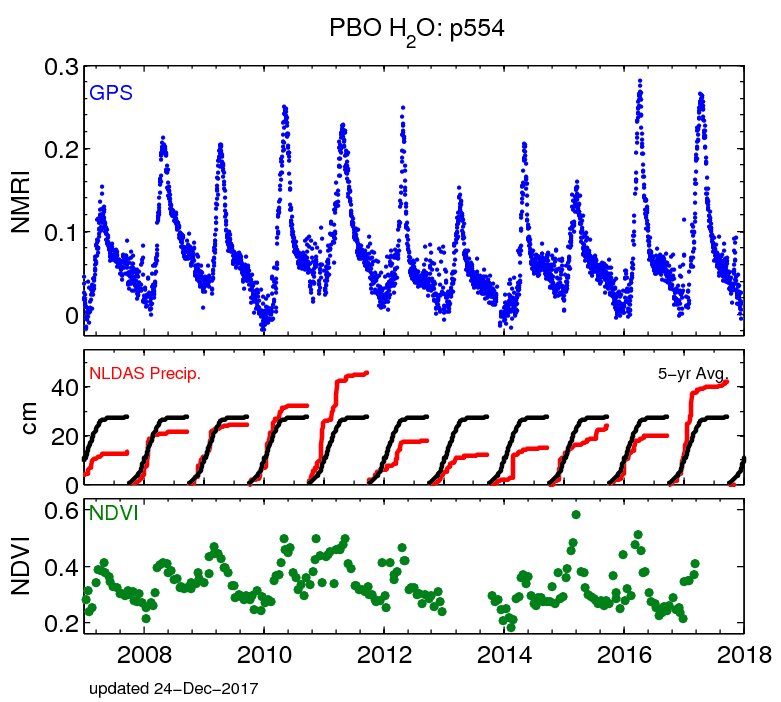 PBO H2O: p554
0.3
GPS
0.2
NMRI
0.1
0
NLDAS Precip.
5-yr Avg.
40
cm
20
0
0.6
NDVI
NDVI
0.4
0.2
2008 2010 2012 2014 2016 2018
updated 24-Dec-2017